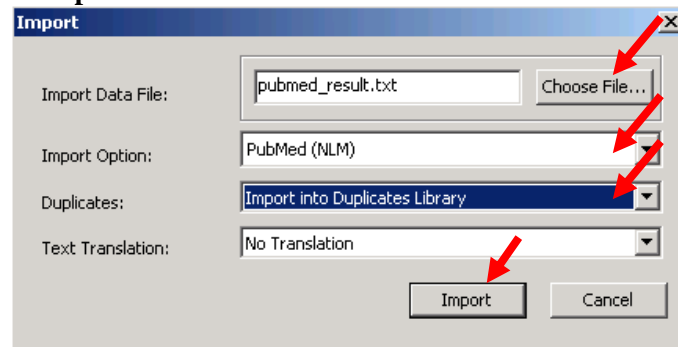 Import
Import Data File:
pubmed_result.txt
Choose File...
Import Option:
PubMed (NLM)
Duplicates:
Import into Duplicates Library
Text Translation:
No Translation
Import
Cancel